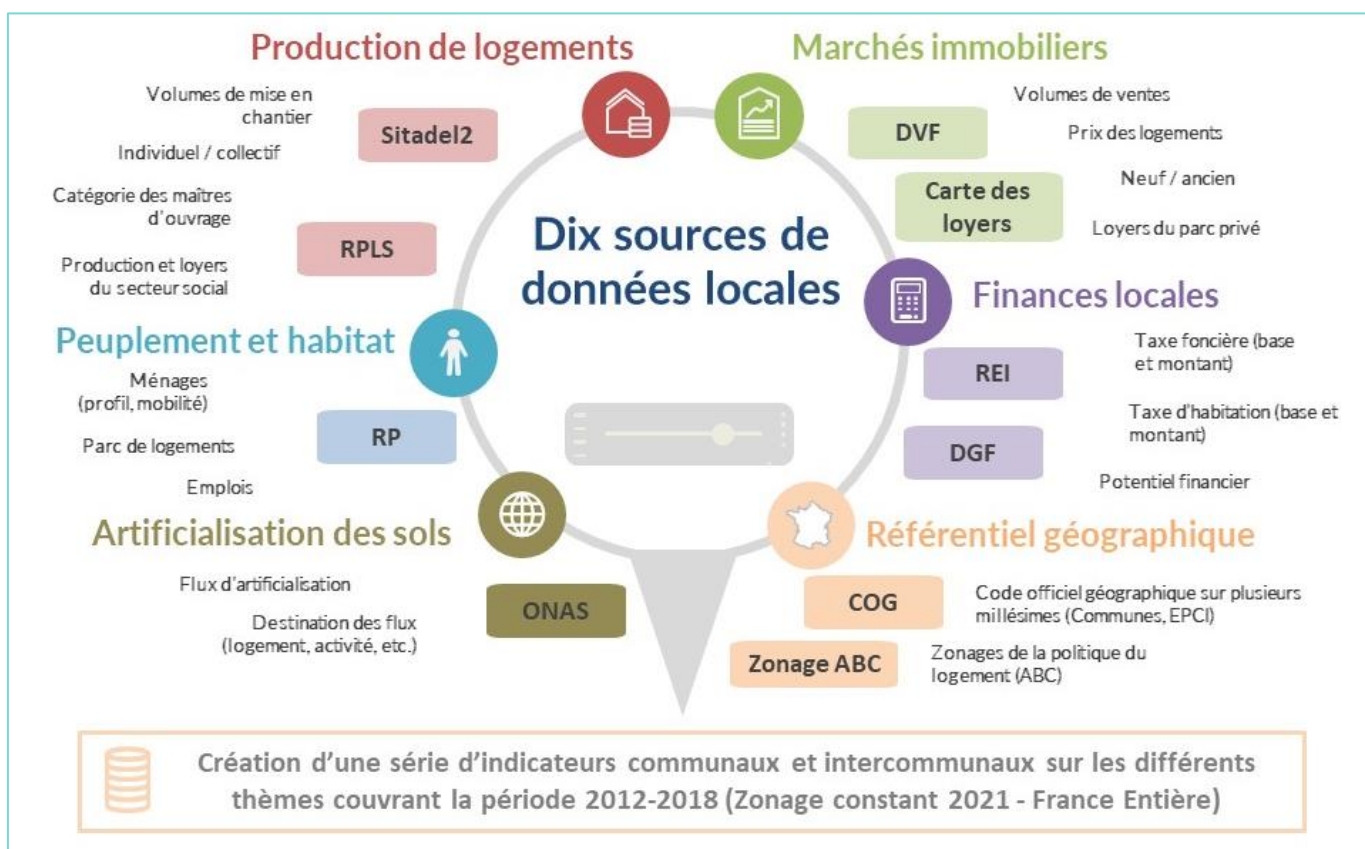 Production de logements
Volumes de mise en
chantier
Individuel / collectif
Sitadel2
Catégorie des maîtres
d'ouvrage
Production et loyers
du secteur social
RPLS
Marchés immobiliers
DVF
Volumes de ventes
Prix des logements
Carte des
loyers
Neuf / ancien
Loyers du parc privé
Dix sources de
données locales
Peuplement et habitat
Ménages
(profil, mobilité)
Parc de logements
Emplois
RP
Finances locales
REI
Taxe foncière (base
et montant)
DGF
Taxe d'habitation (base et
montant)
Potentiel financier
Artificialisation des sols
Flux d'artificialisation
Destination des flux
(logement, activité, etc.)
ONAS
Référentiel géographique
COG
Code officiel géographique sur plusieurs
millésimes (Communes, EPCI)
Zonage ABC
Zonages de la politique du
logement (ABC)
Création d'une série d'indicateurs communaux et intercommunaux sur les différents
thèmes couvrant la période 2012-2018 (Zonage constant 2021 - France Entière)